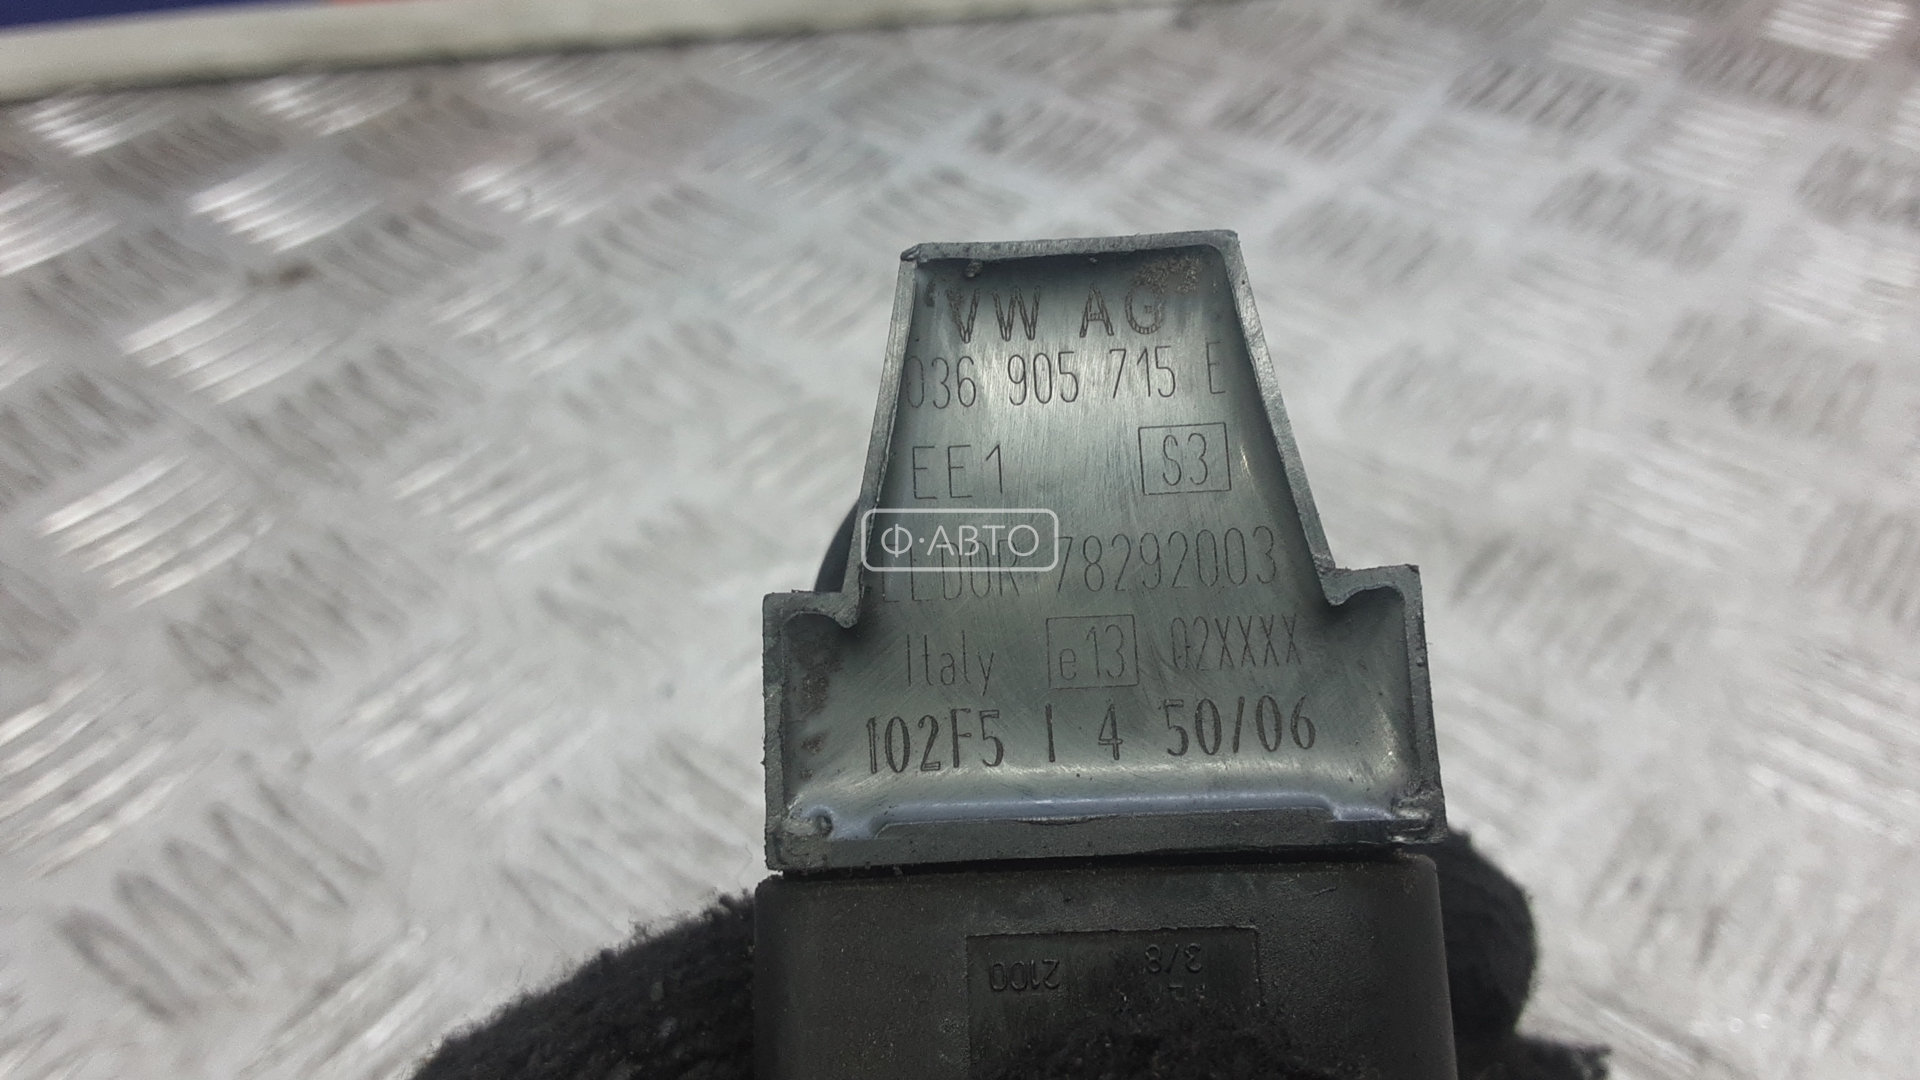 VW AG
036 905 715 E
EE1 S3
Ф·АВТО
ELDOR 78292003
Italy e13 02XXXX
102F5 I 4 50/06
3/8
2100